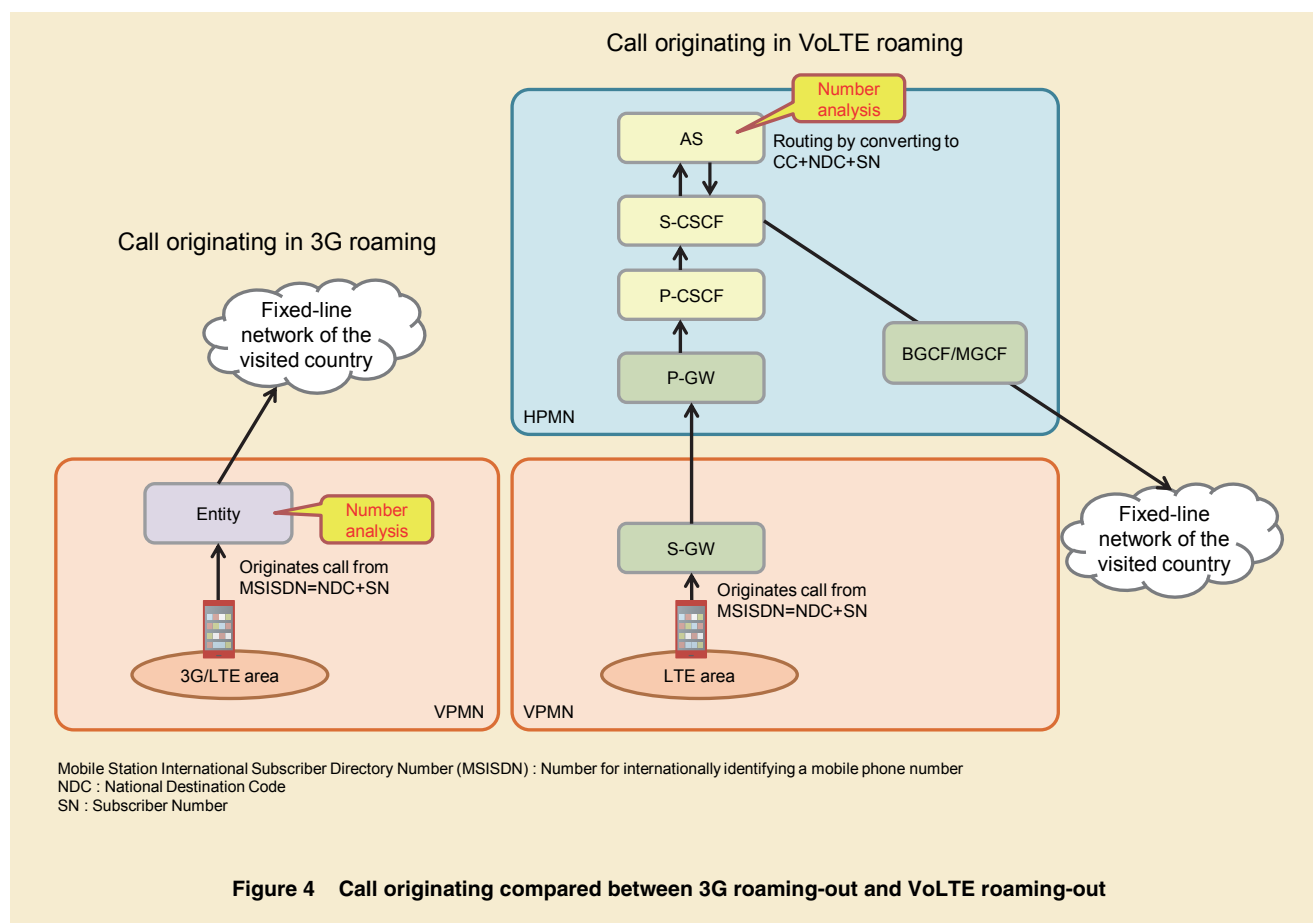 Call originating in VoLTE roaming
Number
analysis
AS
Routing by converting to
CC+NDC+SN
S-CSCF
P-CSCF
P-GW
BGCF/MGCF
HPMN
Call originating in 3G roaming
Fixed-line
network of the
visited country
Entity
Number
analysis
Originates call from
MSISDN=NDC+SN
3G/LTE area
VPMN
S-GW
Originates call from
MSISDN=NDC+SN
LTE area
VPMN
Fixed-line
network of the
visited country
Mobile Station International Subscriber Directory Number (MSISDN) : Number for internationally identifying a mobile phone number
NDC : National Destination Code
SN : Subscriber Number
Figure 4 Call originating compared between 3G roaming-out and VoLTE roaming-out